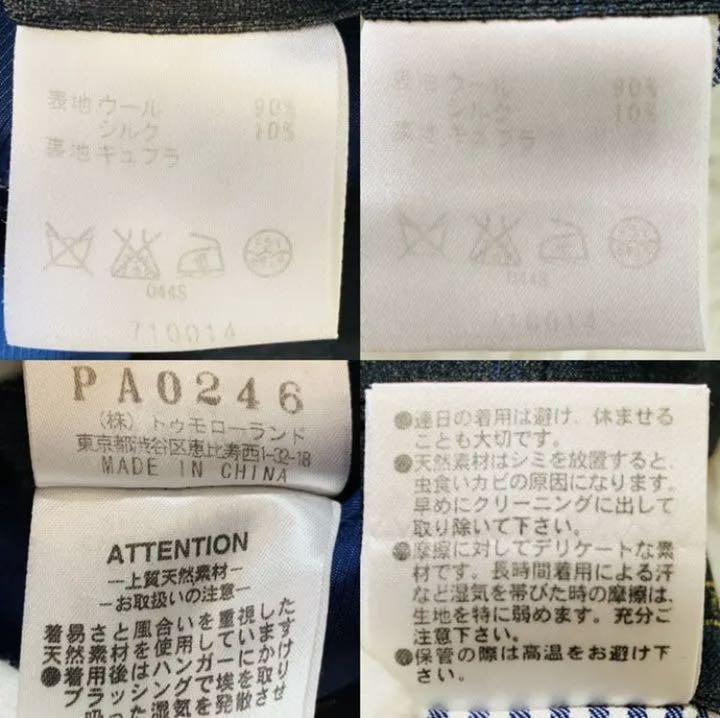 表地 ウール 90%
シルク 10%
裏地 キュプラ
044S
710014
表地 ウール 90%
シルク 10%
裏地 キュプラ
044S
710014
PA0246
(株)トゥモローランド
東京都渋谷区恵比寿西1-32-18
MADE IN CHINA
ATTENTION
―上質天然素材―
―お取扱いの注意―
着易さと風合いを重視した
天然素材を使用しています
●着用後はハンガーにかけ
ブラッシングで埃を取り
●連日の着用は避け、休ませる
ことも大切です。
●天然素材はシミを放置すると、
虫食いカビの原因になります。
早めにクリーニングに出して
取り除いて下さい。
●摩擦に対してデリケートな素
材です。長時間着用による汗
など湿気を帯びた時の摩擦は、
生地を特に弱めます。充分ご
注意下さい。
●保管の際は高温をお避け下
さい。